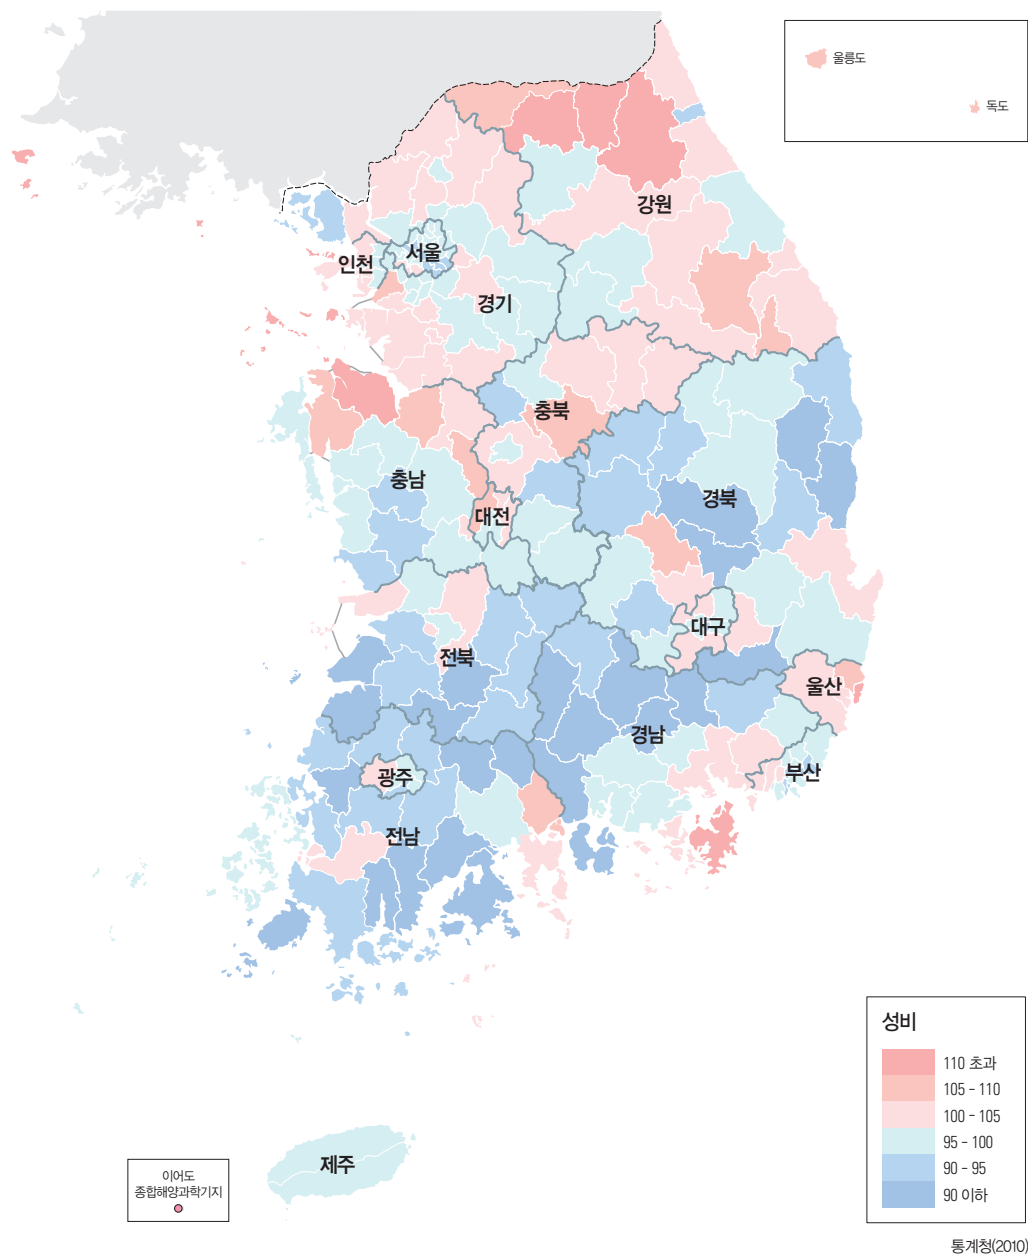 울릉도
독도
강원
서울
인천
경기
충북
충남
경북
대전
대구
전북
울산
경남
부산
광주
전남
제주
이어도
종합해양과학기지
성비
110 초과
105 - 110
100 - 105
95 - 100
90 - 95
90 이하
통계청(2010)